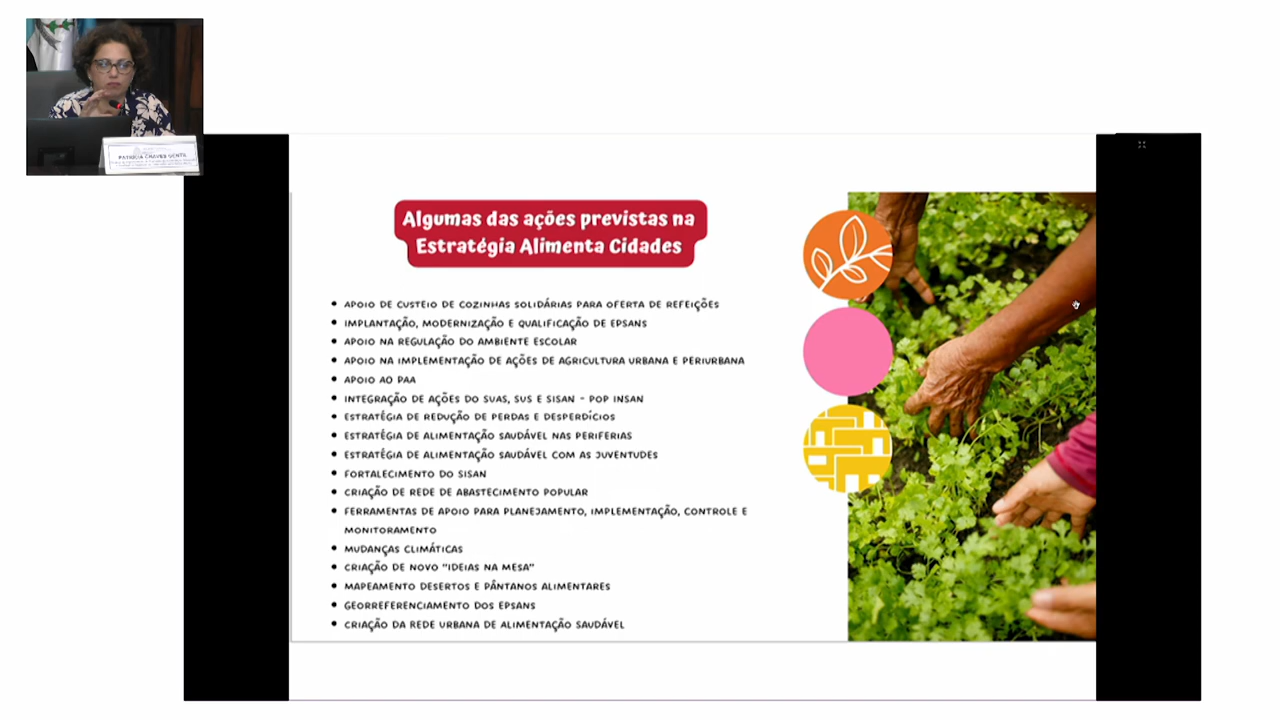 PATRICIA CHAVES GENTIL
Algumas das ações previstas na
Estratégia Alimenta Cidades
• APOIO DE CUSTEIO DE COZINHAS SOLIDÁRIAS PARA OFERTA DE REFEIÇÕES
• IMPLANTAÇÃO, MODERNIZAÇÃO E QUALIFICAÇÃO DE EPSANS
• APOIO NA REGULAÇÃO DO AMBIENTE ESCOLAR
• APOIO NA IMPLEMENTAÇÃO DE AÇÕES DE AGRICULTURA URBANA E PERIURBANA
• APOIO AO PAA
• INTEGRAÇÃO DE AÇÕES DO SUAS, SUS E SISAN - POP INSAN
• ESTRATÉGIA DE REDUÇÃO DE PERDAS E DESPERDÍCIOS
• ESTRATÉGIA DE ALIMENTAÇÃO SAUDÁVEL NAS PERIFERIAS
• ESTRATÉGIA DE ALIMENTAÇÃO SAUDÁVEL COM AS JUVENTUDES
• FORTALECIMENTO DO SISAN
• CRIAÇÃO DE REDE DE ABASTECIMENTO POPULAR
• FERRAMENTAS DE APOIO PARA PLANEJAMENTO, IMPLEMENTAÇÃO, CONTROLE E
MONITORAMENTO
• MUDANÇAS CLIMÁTICAS
• CRIAÇÃO DE NOVO "IDEIAS NA MESA"
• MAPEAMENTO DESERTOS E PÂNTANOS ALIMENTARES
• GEORREFERENCIAMENTO DOS EPSANS
• CRIAÇÃO DA REDE URBANA DE ALIMENTAÇÃO SAUDÁVEL